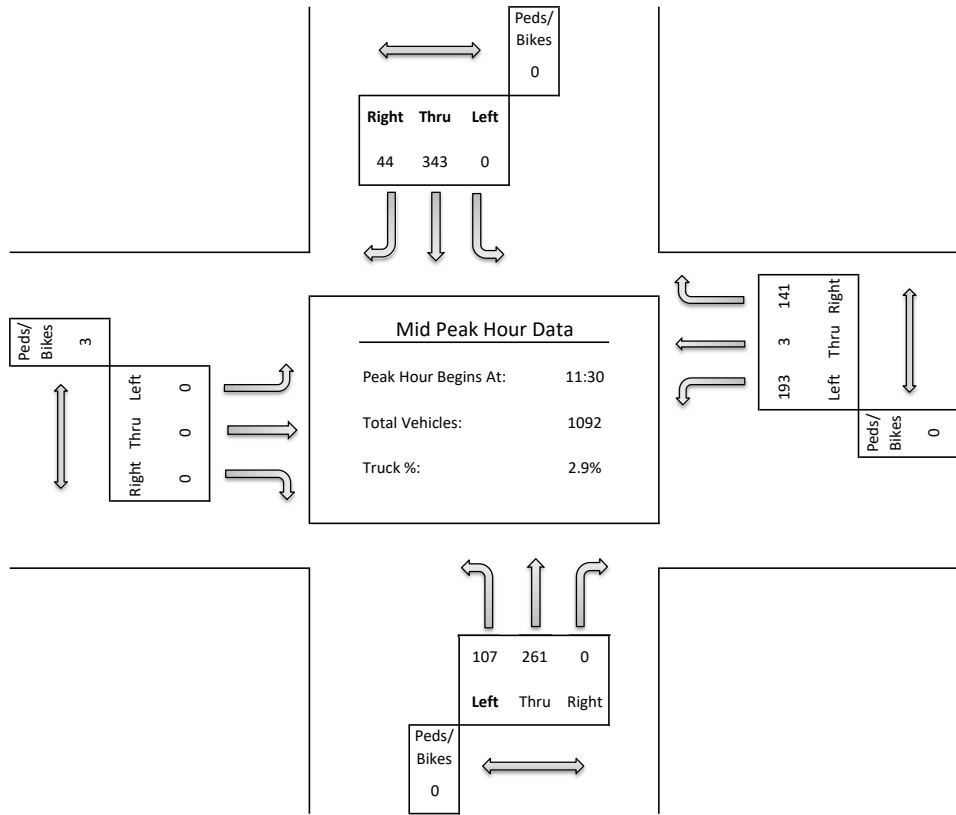 Peds/
Bikes
0
Right Thru Left
44 343 0
Peds/
Bikes
3
Left
0
Thru
0
Right
0
Mid Peak Hour Data
Peak Hour Begins At: 11:30
Total Vehicles: 1092
Truck %: 2.9%
141
Right
3
Thru
193
Left
Peds/
Bikes
0
107 261 0
Left Thru Right
Peds/
Bikes
0